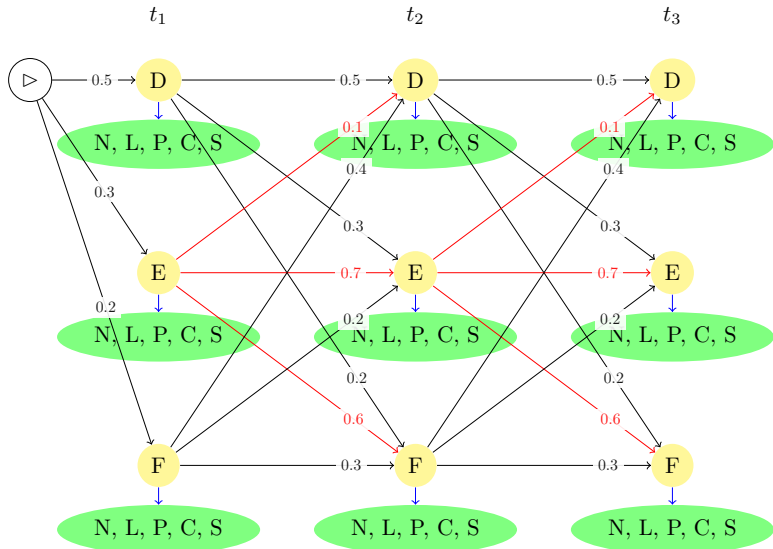 t1 t2 t3
▷ 0.5 D 0.5 D 0.5 D
0.1 0.1
N, L, P, C, S N, L, P, C, S N, L, P, C, S
0.4 0.4
0.3
0.3 0.3
E 0.7 E 0.7 E
0.2 0.2 0.2
N, L, P, C, S N, L, P, C, S N, L, P, C, S
0.2 0.2
0.6 0.6
F 0.3 F 0.3 F
N, L, P, C, S N, L, P, C, S N, L, P, C, S